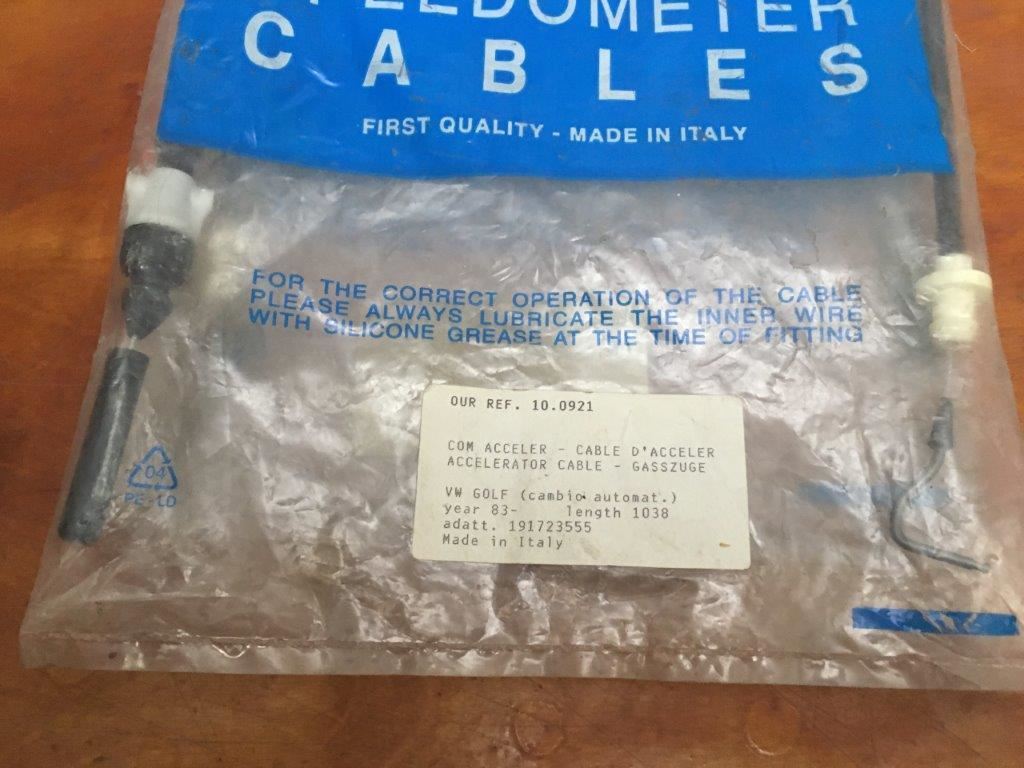 SPEEDOMETER
CABLES
FIRST QUALITY - MADE IN ITALY
FOR THE CORRECT OPERATION OF THE CABLE
PLEASE ALWAYS LUBRICATE THE INNER WIRE
WITH SILICONE GREASE AT THE TIME OF FITTING
OUR REF. 10.0921
COM ACCELER - CABLE D'ACCELER
ACCELERATOR CABLE - GASSZUGE
VW GOLF (cambio automat.)
year 83- length 1038
adatt. 191723555
Made in Italy
04
PE-LD